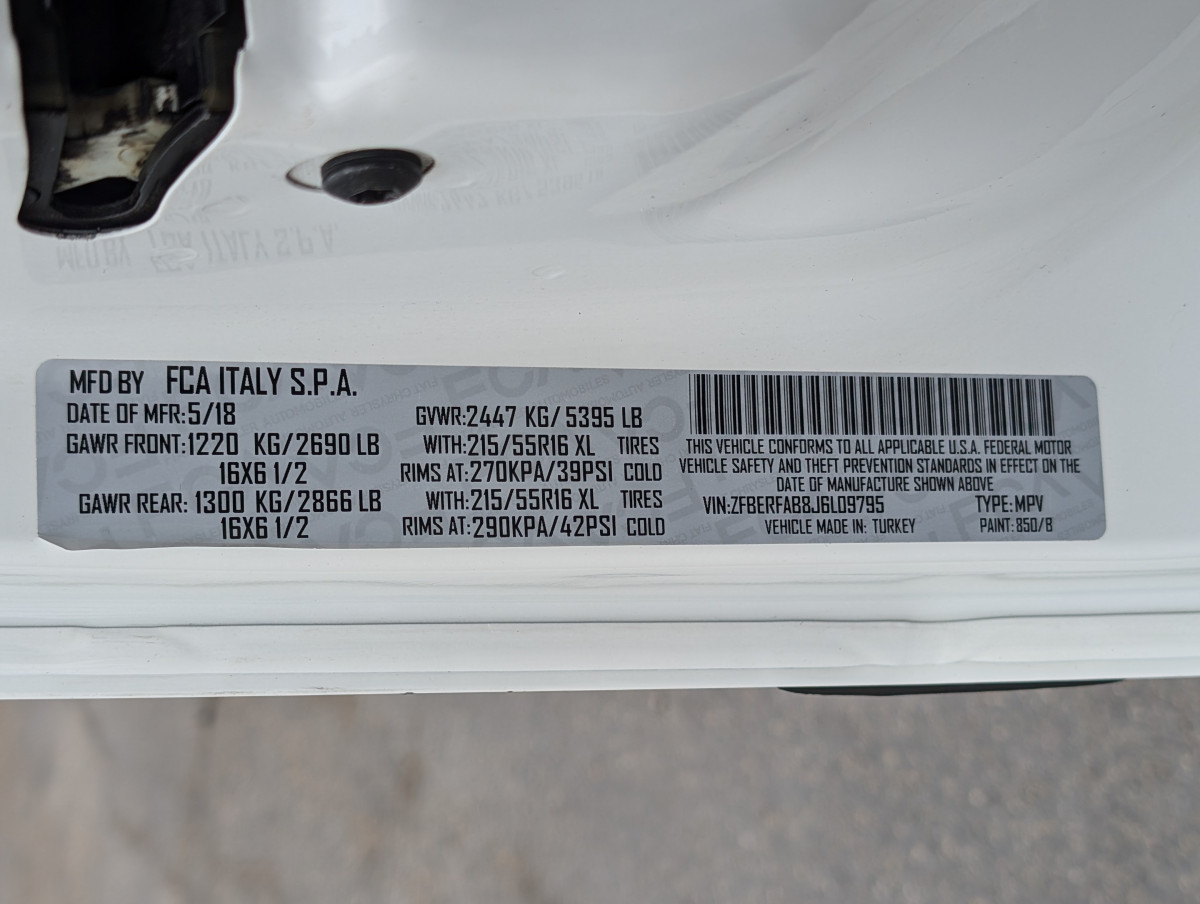 MFD BY FCA ITALY S.P.A.
DATE OF MFR:5/18
GVWR:2447 KG/ 5395 LB
GAWR FRONT:1220 KG/2690 LB WITH:215/55R16 XL TIRES
16X6 1/2 RIMS AT:270KPA/39PSI COLD
GAWR REAR: 1300 KG/2866 LB WITH:215/55R16 XL TIRES
16X6 1/2 RIMS AT:290KPA/42PSI COLD
THIS VEHICLE CONFORMS TO ALL APPLICABLE U.S.A. FEDERAL MOTOR
VEHICLE SAFETY AND THEFT PREVENTION STANDARDS IN EFFECT ON THE
DATE OF MANUFACTURE SHOWN ABOVE
VIN:ZFBERFAB8J6L09795 TYPE:MPV
VEHICLE MADE IN: TURKEY PAINT:850/B